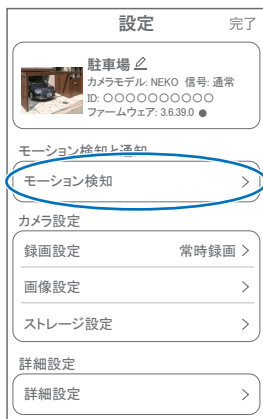 設定 完了
駐車場
カメラモデル: NEKO 信号: 通常
ID: 〇〇〇〇〇〇〇〇〇〇
ファームウェア: 3.6.39.0 ●
モーション検知と通知
モーション検知
カメラ設定
録画設定 常時録画
画像設定
ストレージ設定
詳細設定
詳細設定